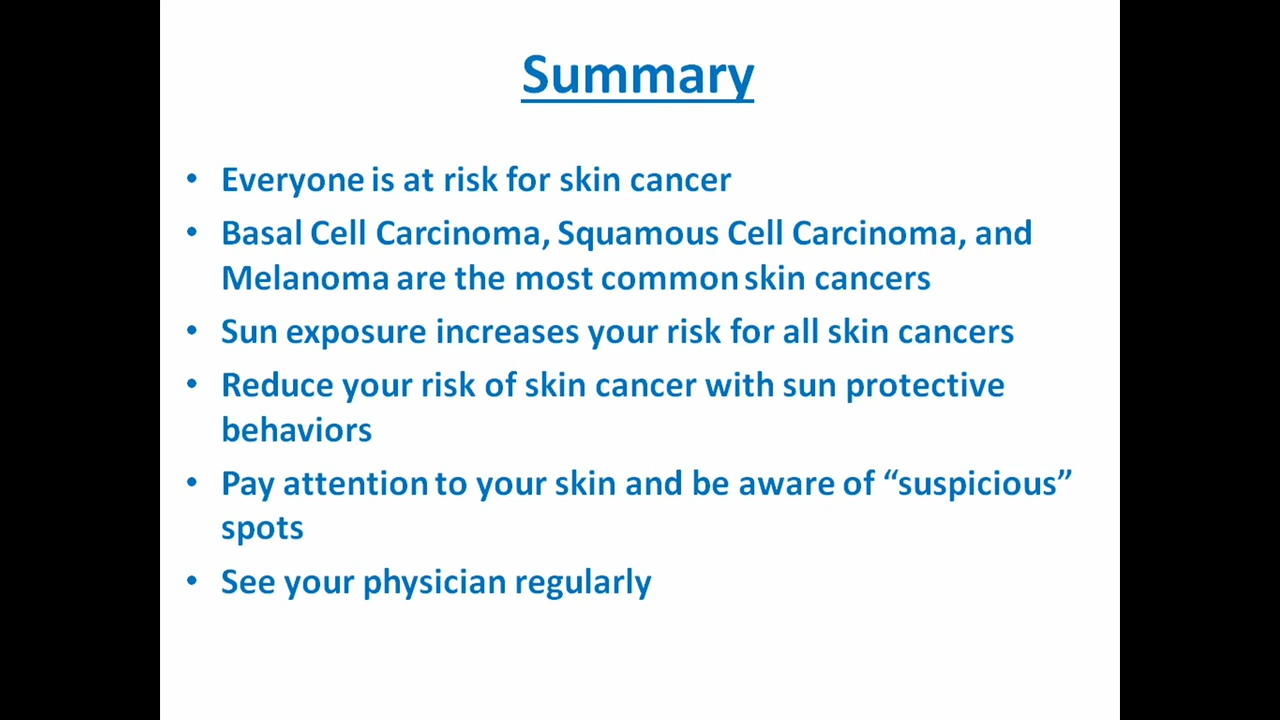 Summary
• Everyone is at risk for skin cancer
• Basal Cell Carcinoma, Squamous Cell Carcinoma, and
Melanoma are the most common skin cancers
• Sun exposure increases your risk for all skin cancers
• Reduce your risk of skin cancer with sun protective
behaviors
• Pay attention to your skin and be aware of “suspicious”
spots
• See your physician regularly